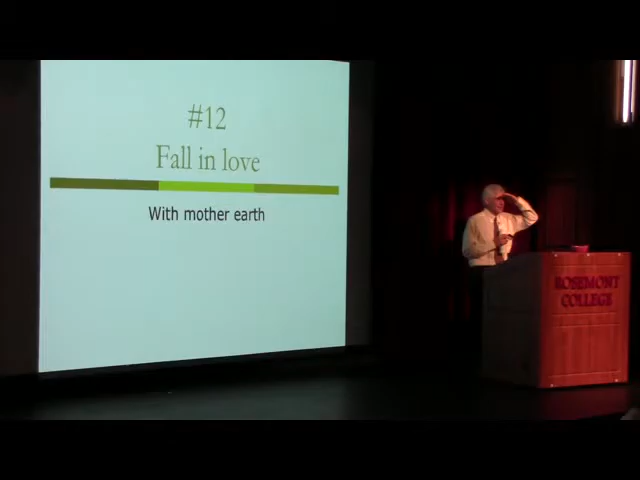 #12
Fall in love
With mother earth
ROSEMONT
COLLEGE